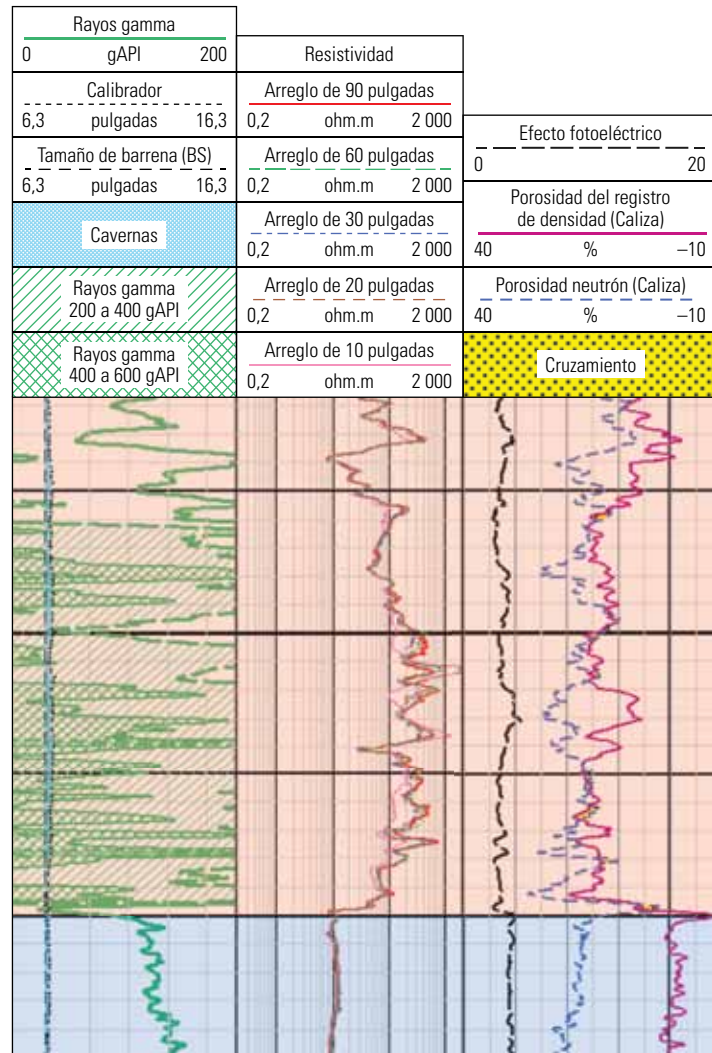 Rayos gamma
0 gAPI 200
Calibrador
6,3 pulgadas 16,3
Tamaño de barrena (BS)
6,3 pulgadas 16,3
Cavernas
Rayos gamma
200 a 400 gAPI
Rayos gamma
400 a 600 gAPI
Resistividad
Arreglo de 90 pulgadas
0,2 ohm.m 2 000
Arreglo de 60 pulgadas
0,2 ohm.m 2 000
Arreglo de 30 pulgadas
0,2 ohm.m 2 000
Arreglo de 20 pulgadas
0,2 ohm.m 2 000
Arreglo de 10 pulgadas
0,2 ohm.m 2 000
Efecto fotoeléctrico
0 20
Porosidad del registro
de densidad (Caliza)
40 % –10
Porosidad neutrón (Caliza)
40 % –10
Cruzamiento